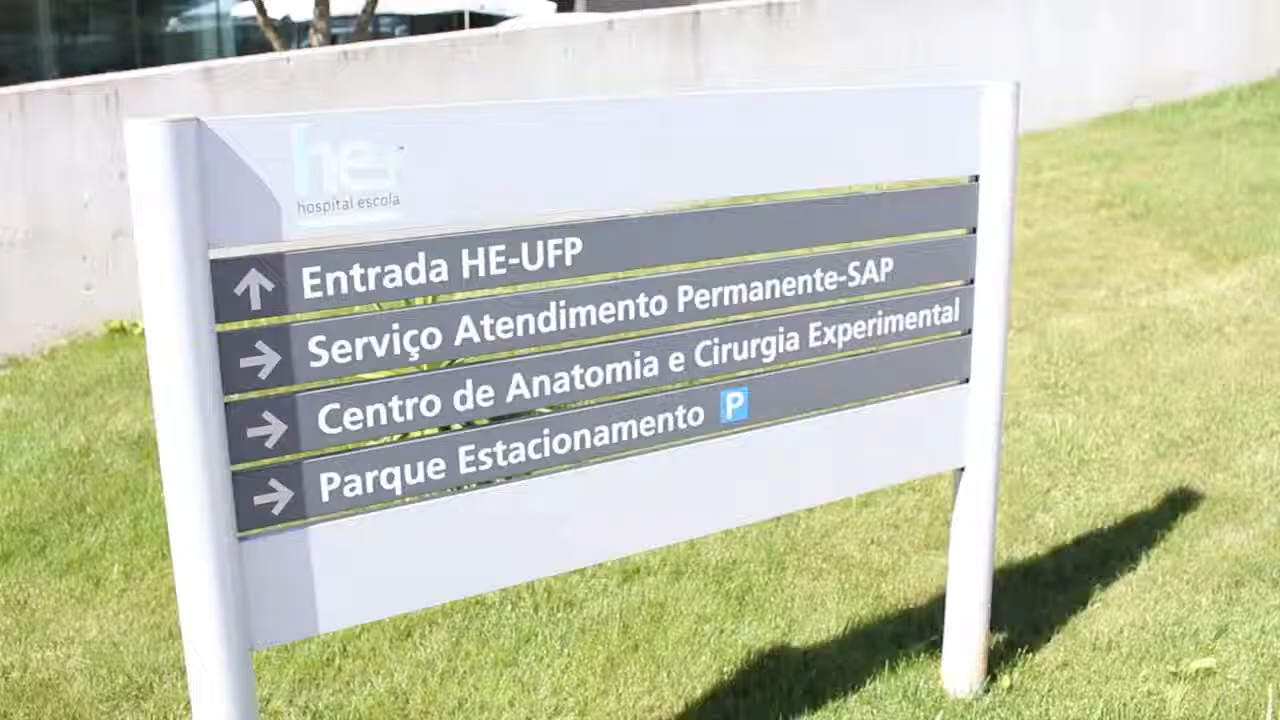 he
hospital escola
Entrada HE-UFP
Serviço Atendimento Permanente-SAP
Centro de Anatomia e Cirurgia Experimental
Parque Estacionamento P